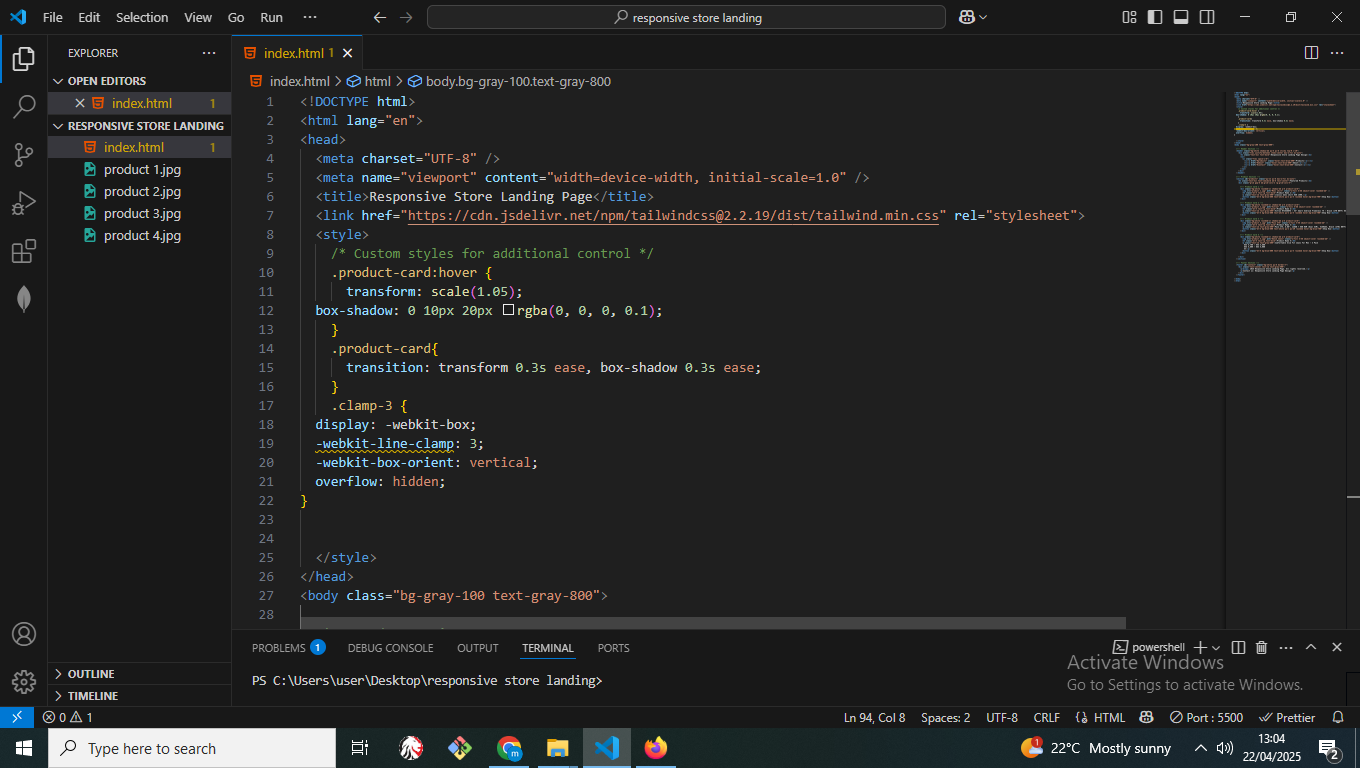 File Edit Selection View Go Run ··· responsive store landing
EXPLORER ···
OPEN EDITORS
index.html 1
RESPONSIVE STORE LANDING
index.html 1
product 1.jpg
product 2.jpg
product 3.jpg
product 4.jpg
OUTLINE
TIMELINE
index.html 1
index.html > html > body.bg-gray-100.text-gray-800
1 <!DOCTYPE html>
2 <html lang="en">
3 <head>
4 <meta charset="UTF-8" />
5 <meta name="viewport" content="width=device-width, initial-scale=1.0" />
6 <title>Responsive Store Landing Page</title>
7 <link href="https://cdn.jsdelivr.net/npm/tailwindcss@2.2.19/dist/tailwind.min.css" rel="stylesheet">
8 <style>
9 /* Custom styles for additional control */
10 .product-card:hover {
11 transform: scale(1.05);
12 box-shadow: 0 10px 20px rgba(0, 0, 0, 0.1);
13 }
14 .product-card{
15 transition: transform 0.3s ease, box-shadow 0.3s ease;
16 }
17 .clamp-3 {
18 display: -webkit-box;
19 -webkit-line-clamp: 3;
20 -webkit-box-orient: vertical;
21 overflow: hidden;
22 }
23
24
25 </style>
26 </head>
27 <body class="bg-gray-100 text-gray-800">
28
PROBLEMS 1 DEBUG CONSOLE OUTPUT TERMINAL PORTS powershell
PS C:\Users\user\Desktop\responsive store landing>
Activate Windows
Go to Settings to activate Windows.
0 1 Ln 94, Col 8 Spaces: 2 UTF-8 CRLF {} HTML Port : 5500 Prettier
Type here to search
1 22°C Mostly sunny
13:04
22/04/2025
2